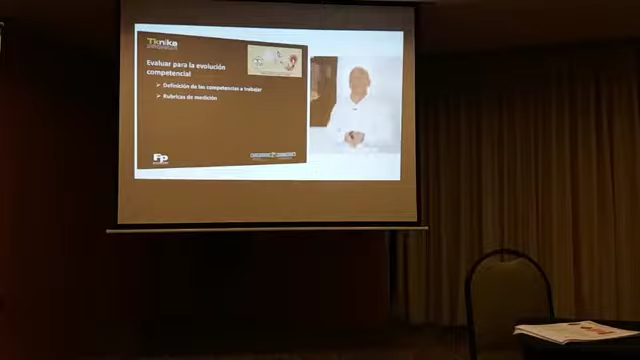 Tknika
Evaluar para la evolución
competencial
➢ Definición de las competencias a trabajar
➢ Rubricas de medición
Fp